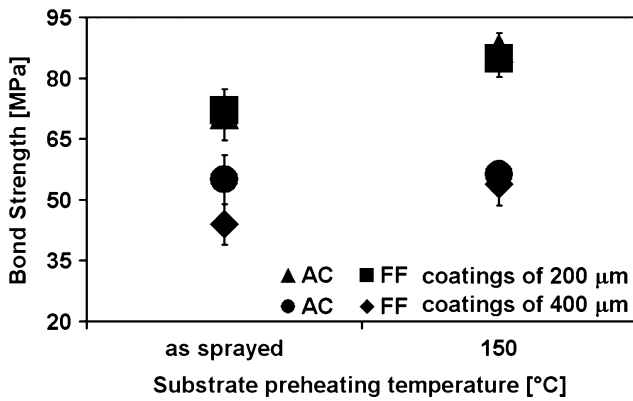 95
80
65
50
35
20
Bond Strength [MPa]
AC FF coatings of 200 μm
AC FF coatings of 400 μm
as sprayed 150
Substrate preheating temperature [°C]